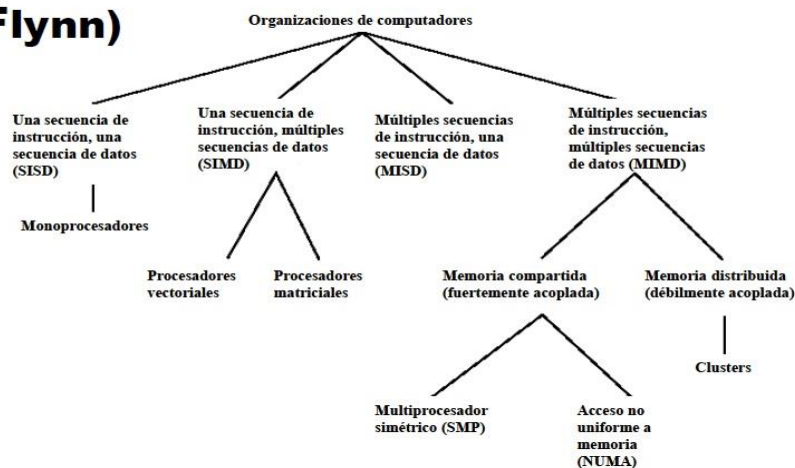 Flynn)
Organizaciones de computadores
Una secuencia de
instrucción, una
secuencia de datos
(SISD)
Una secuencia de
instrucción, múltiples
secuencias de datos
(SIMD)
Múltiples secuencias
de instrucción, una
secuencia de datos
(MISD)
Múltiples secuencias
de instrucción,
múltiples secuencias
de datos (MIMD)
Monoprocesadores
Procesadores
vectoriales
Procesadores
matriciales
Memoria compartida
(fuertemente acoplada)
Memoria distribuida
(débilmente acoplada)
Clusters
Multiprocesador
simétrico (SMP)
Acceso no
uniforme a
memoria
(NUMA)